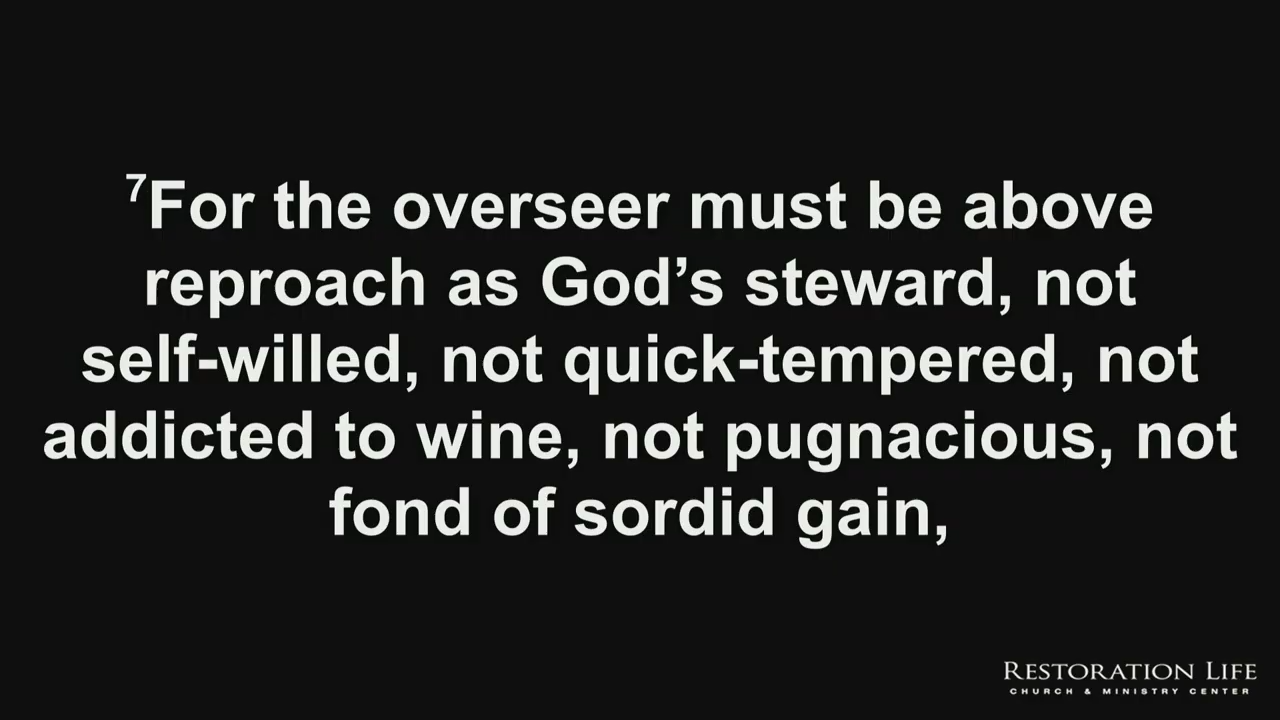 ⁷For the overseer must be above
reproach as God’s steward, not
self-willed, not quick-tempered, not
addicted to wine, not pugnacious, not
fond of sordid gain,
RESTORATION LIFE
CHURCH & MINISTRY CENTER